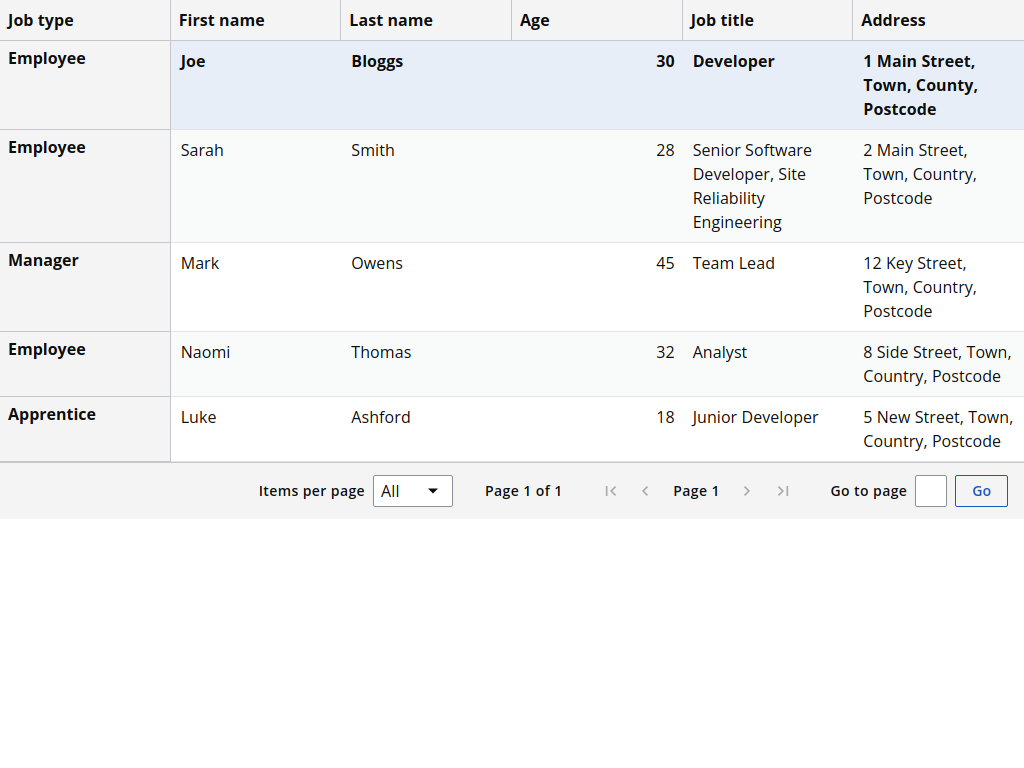 Job type First name Last name Age Job title Address
Employee Joe Bloggs 30 Developer 1 Main Street,
Town, County,
Postcode
Employee Sarah Smith 28 Senior Software 2 Main Street,
Developer, Site Town, Country,
Reliability Postcode
Engineering
Manager Mark Owens 45 Team Lead 12 Key Street,
Town, Country,
Postcode
Employee Naomi Thomas 32 Analyst 8 Side Street, Town,
Country, Postcode
Apprentice Luke Ashford 18 Junior Developer 5 New Street, Town,
Country, Postcode
Items per page All Page 1 of 1 Page 1 Go to page Go